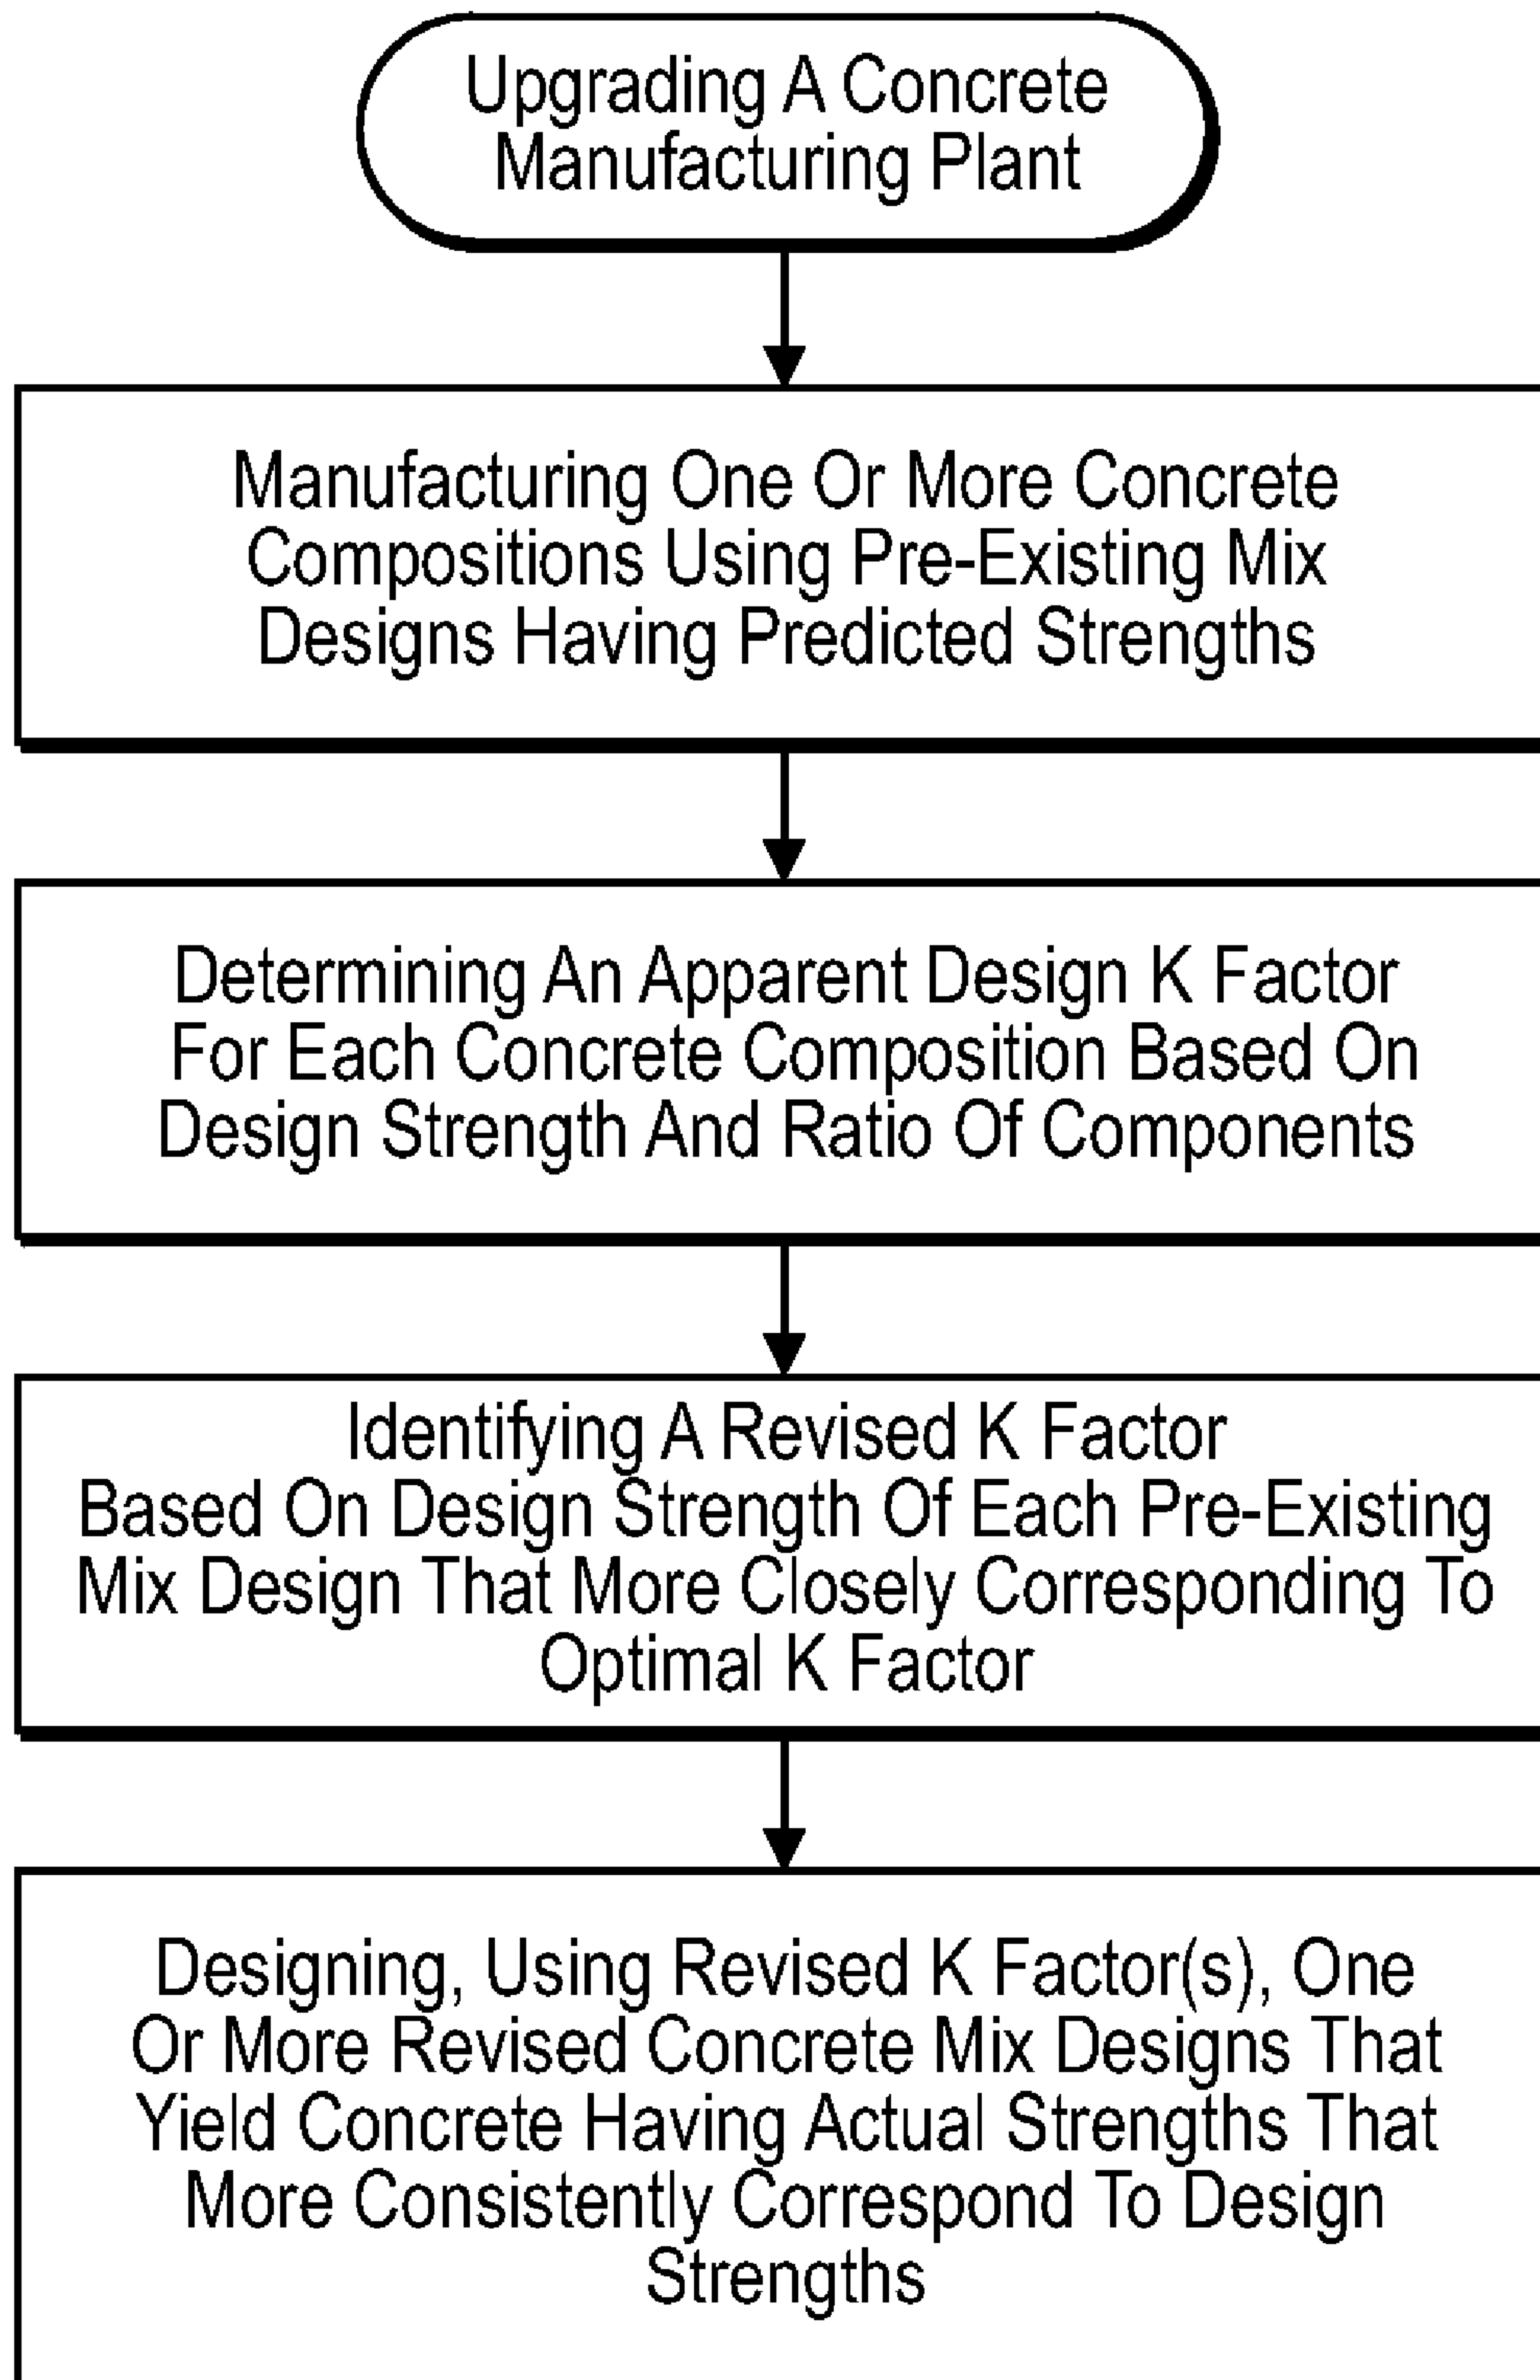 Upgrading A Concrete
Manufacturing Plant
Manufacturing One Or More Concrete
Compositions Using Pre-Existing Mix
Designs Having Predicted Strengths
Determining An Apparent Design K Factor
For Each Concrete Composition Based On
Design Strength And Ratio Of Components
Identifying A Revised K Factor
Based On Design Strength Of Each Pre-Existing
Mix Design That More Closely Corresponding To
Optimal K Factor
Designing, Using Revised K Factor(s), One
Or More Revised Concrete Mix Designs That
Yield Concrete Having Actual Strengths That
More Consistently Correspond To Design
Strengths